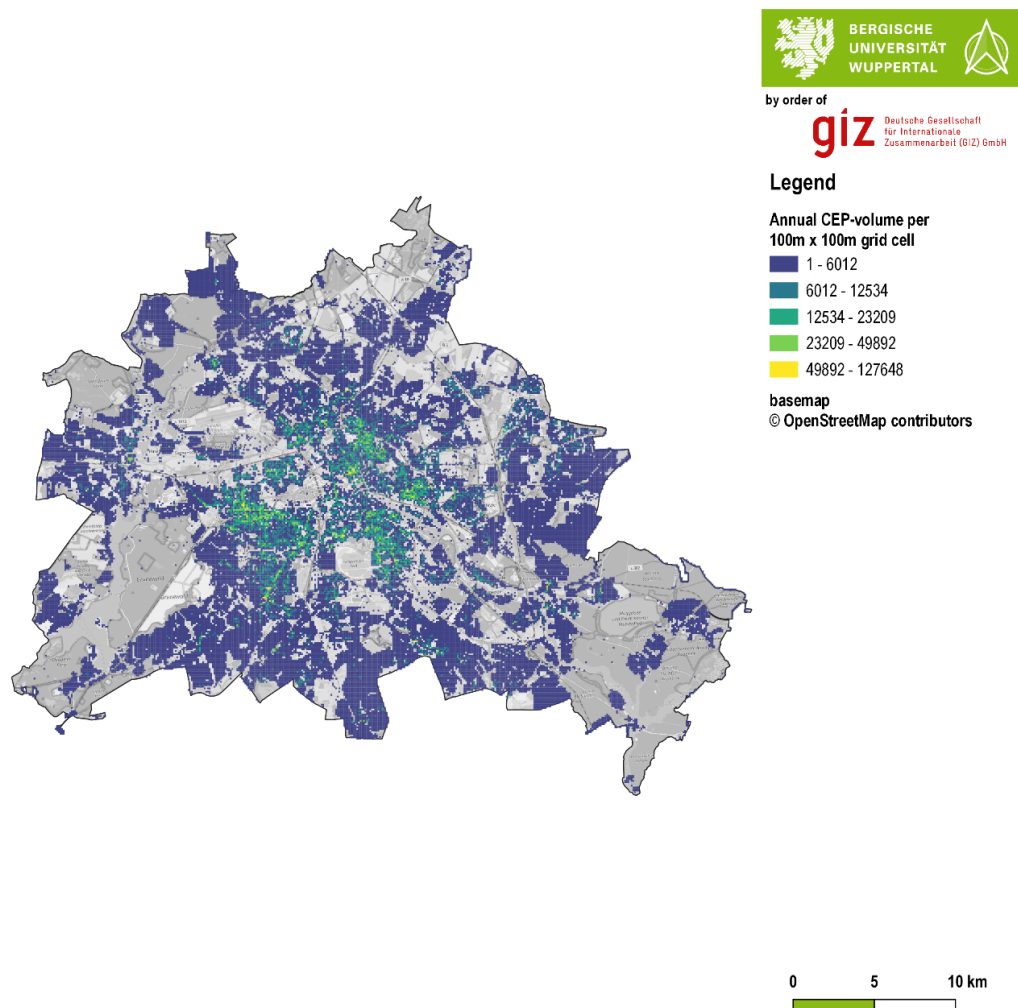 BERGISCHE
UNIVERSITÄT
WUPPERTAL
by order of
giz
Deutsche Gesellschaft
für Internationale
Zusammenarbeit (GIZ) GmbH
Legend
Annual CEP-volume per
100m x 100m grid cell
1 - 6012
6012 - 12534
12534 - 23209
23209 - 49892
49892 - 127648
basemap
© OpenStreetMap contributors
0 5 10 km